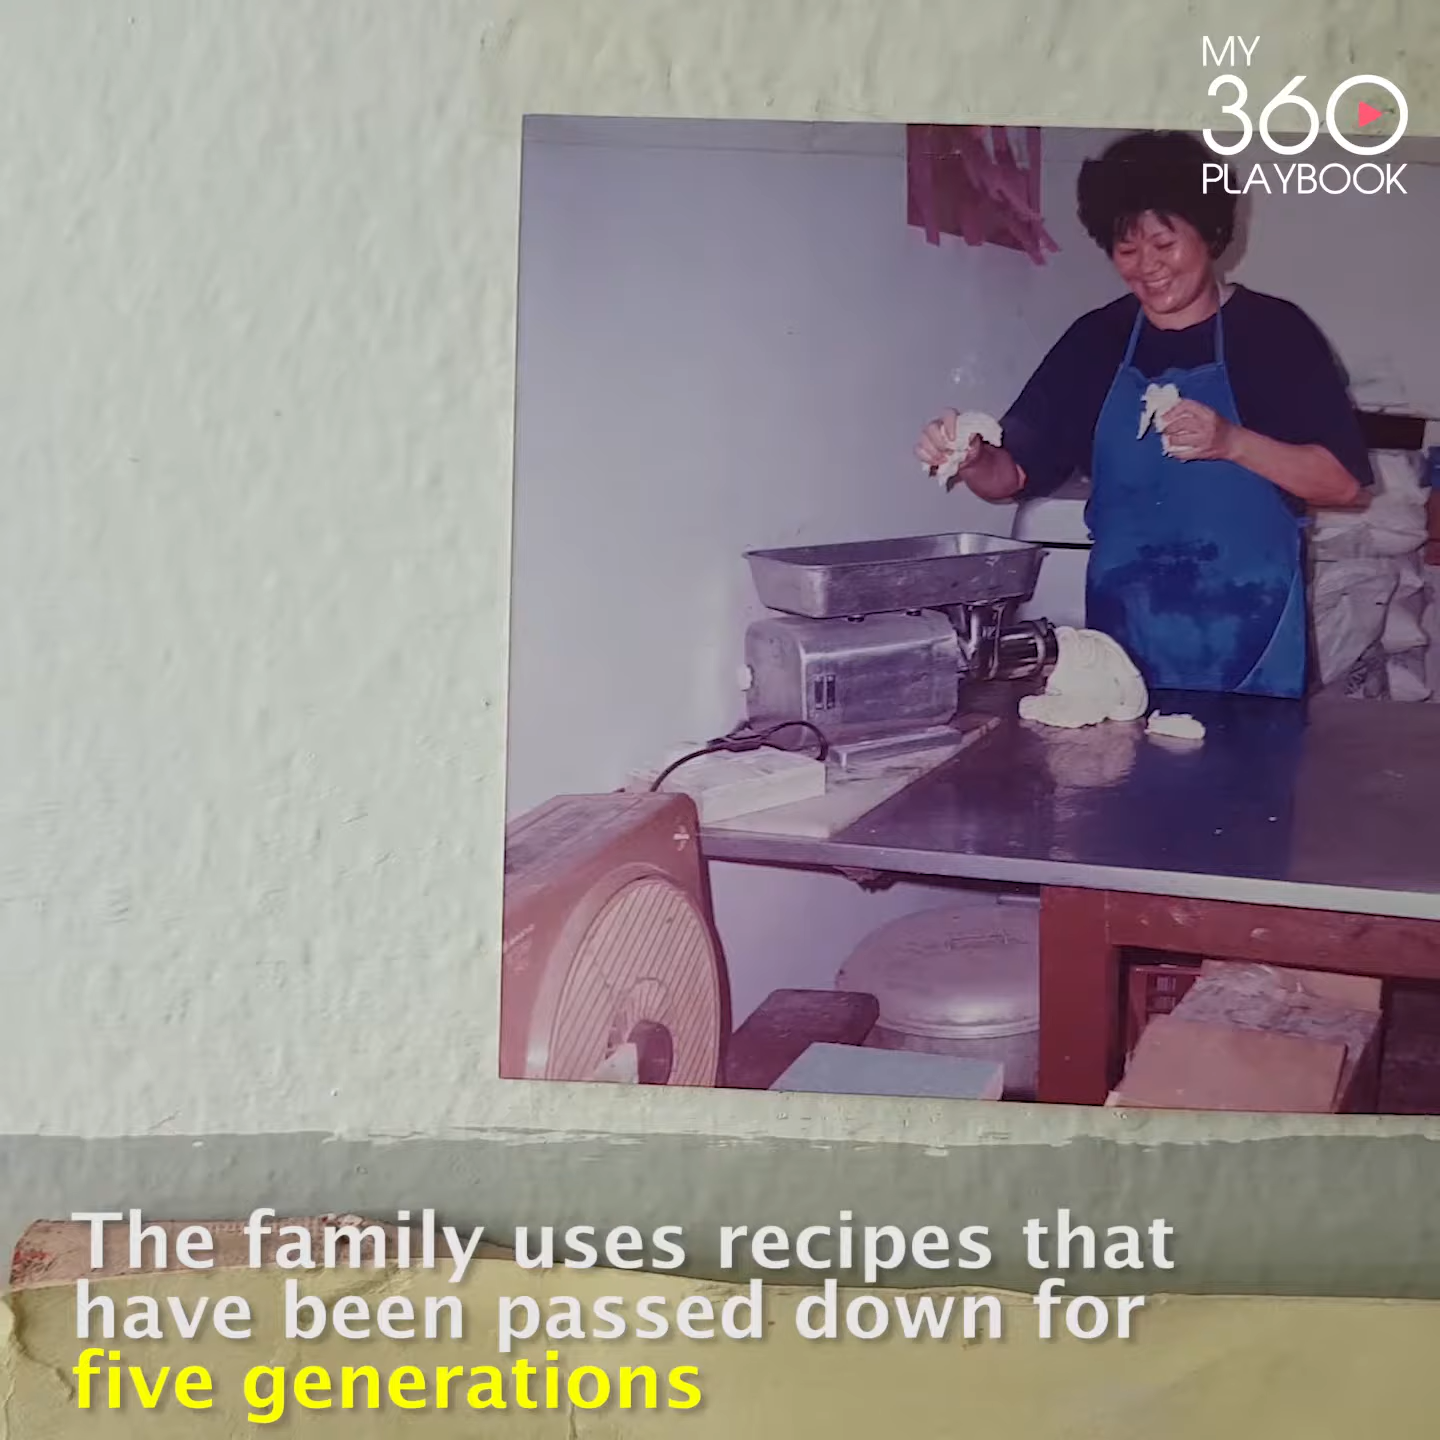 MY
360
PLAYBOOK
The family uses recipes that
have been passed down for
five generations